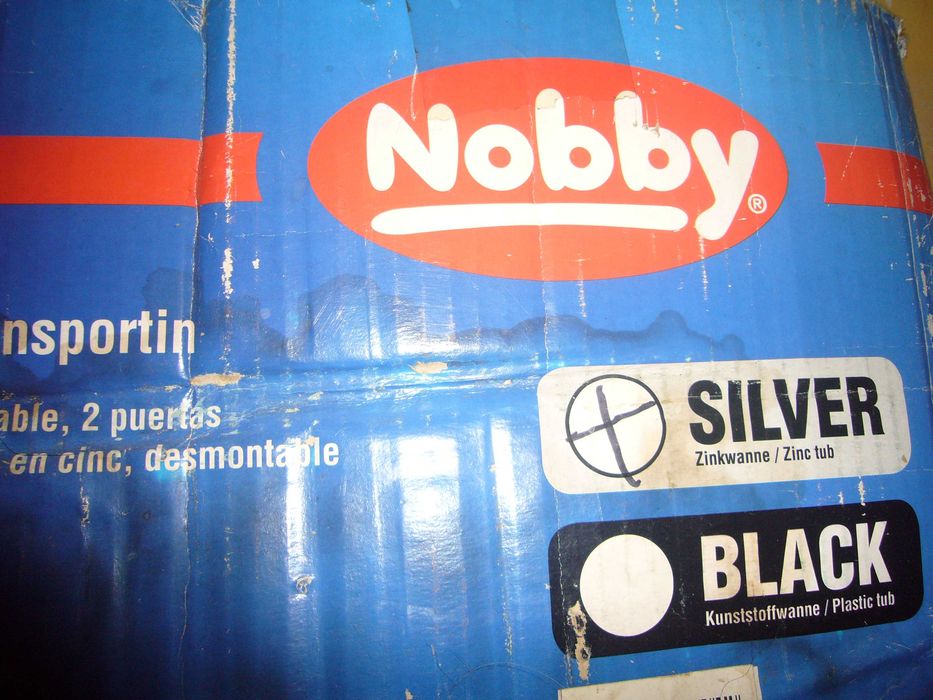 Nobby®
nsportin
able, 2 puertas
en cinc, desmontable
SILVER
Zinkwanne / Zinc tub
BLACK
Kunststoffwanne / Plastic tub